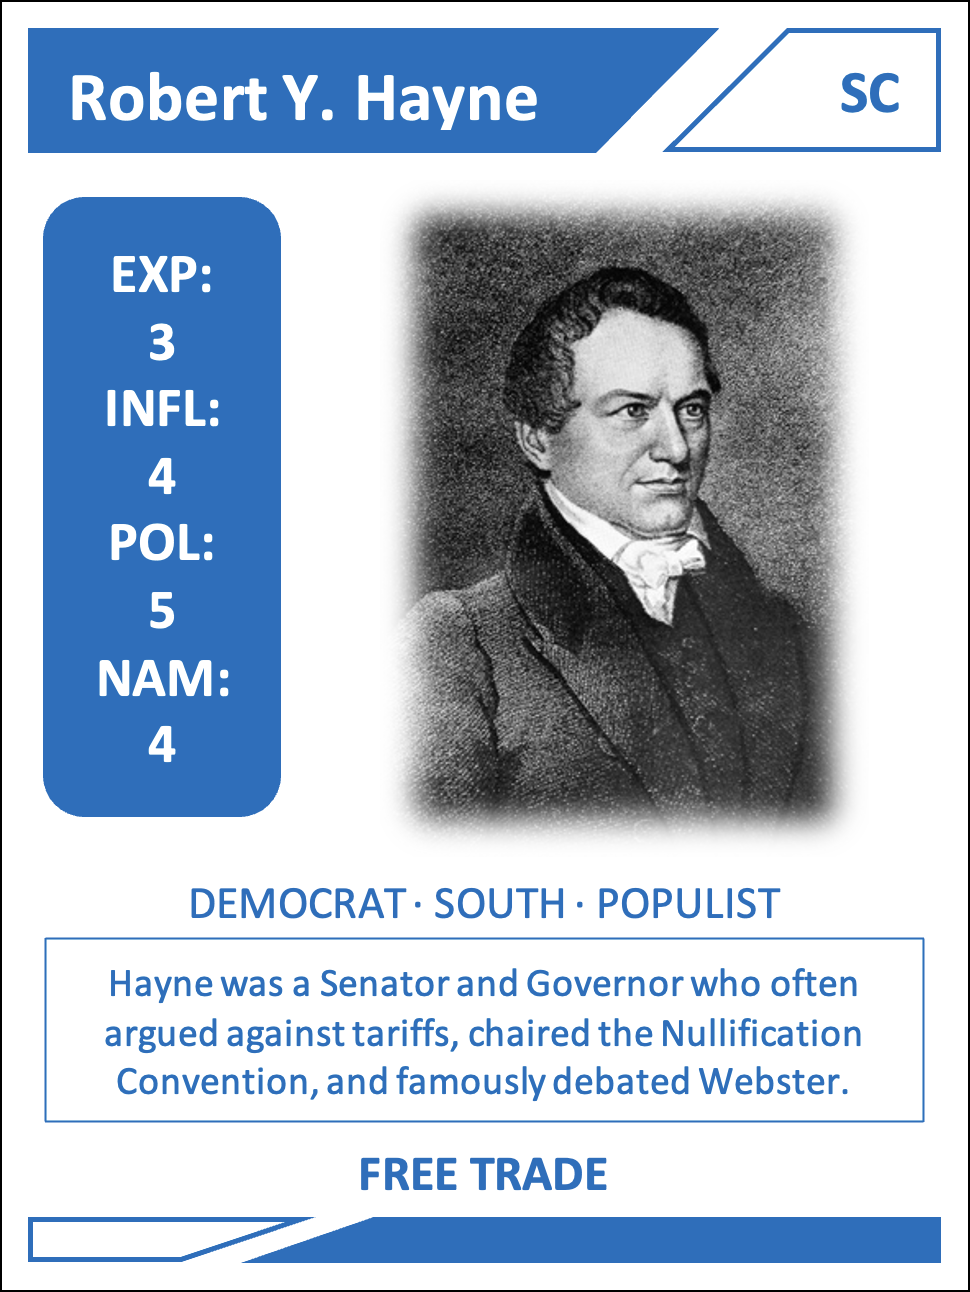 Robert Y. Hayne
SC
EXP:
3
INFL:
4
POL:
5
NAM:
4
DEMOCRAT · SOUTH · POPULIST
Hayne was a Senator and Governor who often
argued against tariffs, chaired the Nullification
Convention, and famously debated Webster.
FREE TRADE